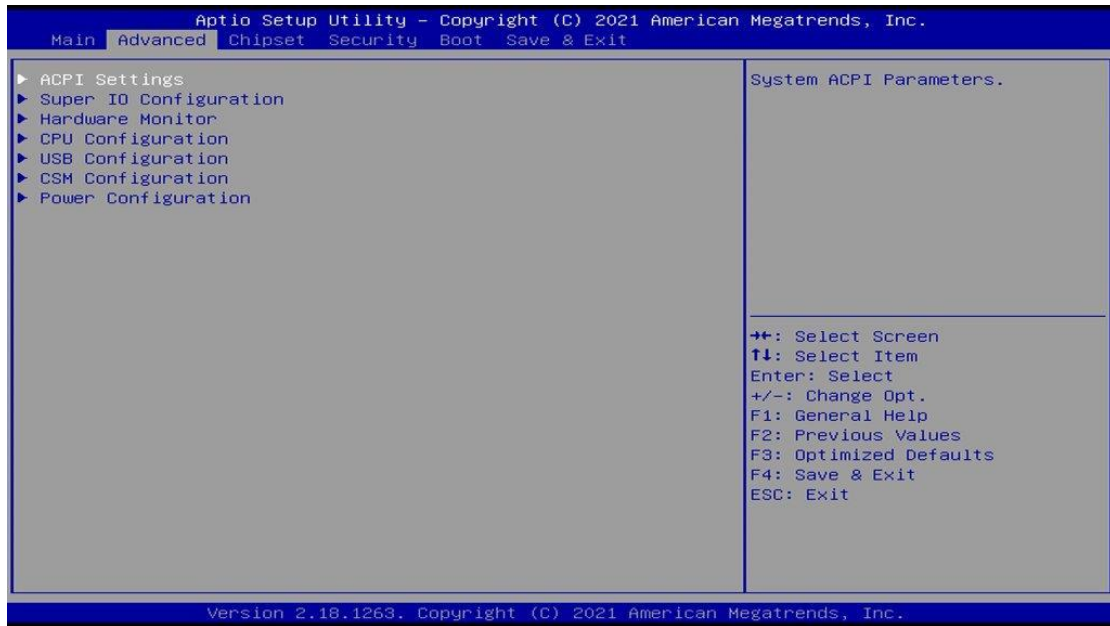 Aptio Setup Utility – Copyright (C) 2021 American Megatrends, Inc.
Main Advanced Chipset Security Boot Save & Exit
► ACPI Settings
► Super IO Configuration
► Hardware Monitor
► CPU Configuration
► USB Configuration
► CSM Configuration
► Power Configuration
System ACPI Parameters.
→←: Select Screen
↑↓: Select Item
Enter: Select
+/-: Change Opt.
F1: General Help
F2: Previous Values
F3: Optimized Defaults
F4: Save & Exit
ESC: Exit
Version 2.18.1263. Copyright (C) 2021 American Megatrends, Inc.